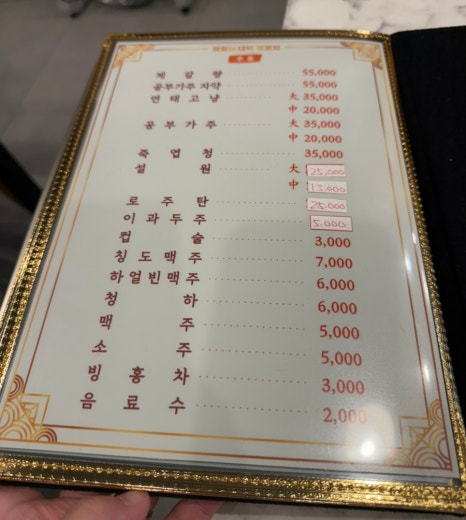 주류
제갈량 55,000
공부가주 자약 55,000
연태고냥 大 35,000
中 20,000
공부가주 大 35,000
中 20,000
죽엽청 35,000
설원 大 25,000
中 13,000
로주탄 25,000
이과두주 5,000
컵술 3,000
칭도맥주 7,000
하얼빈맥주 6,000
청하 6,000
맥주 5,000
소주 5,000
빙홍차 3,000
음료수 2,000